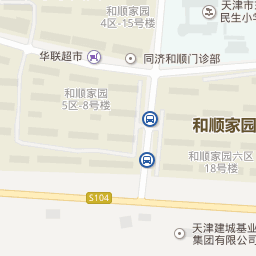 和顺家园
4区-15号楼
天津市
民生小学
华联超市
同济和顺门诊部
和顺家园
5区-8号楼
和顺家园
和顺家园六区
18号楼
S104
天津建城基业
集团有限公司